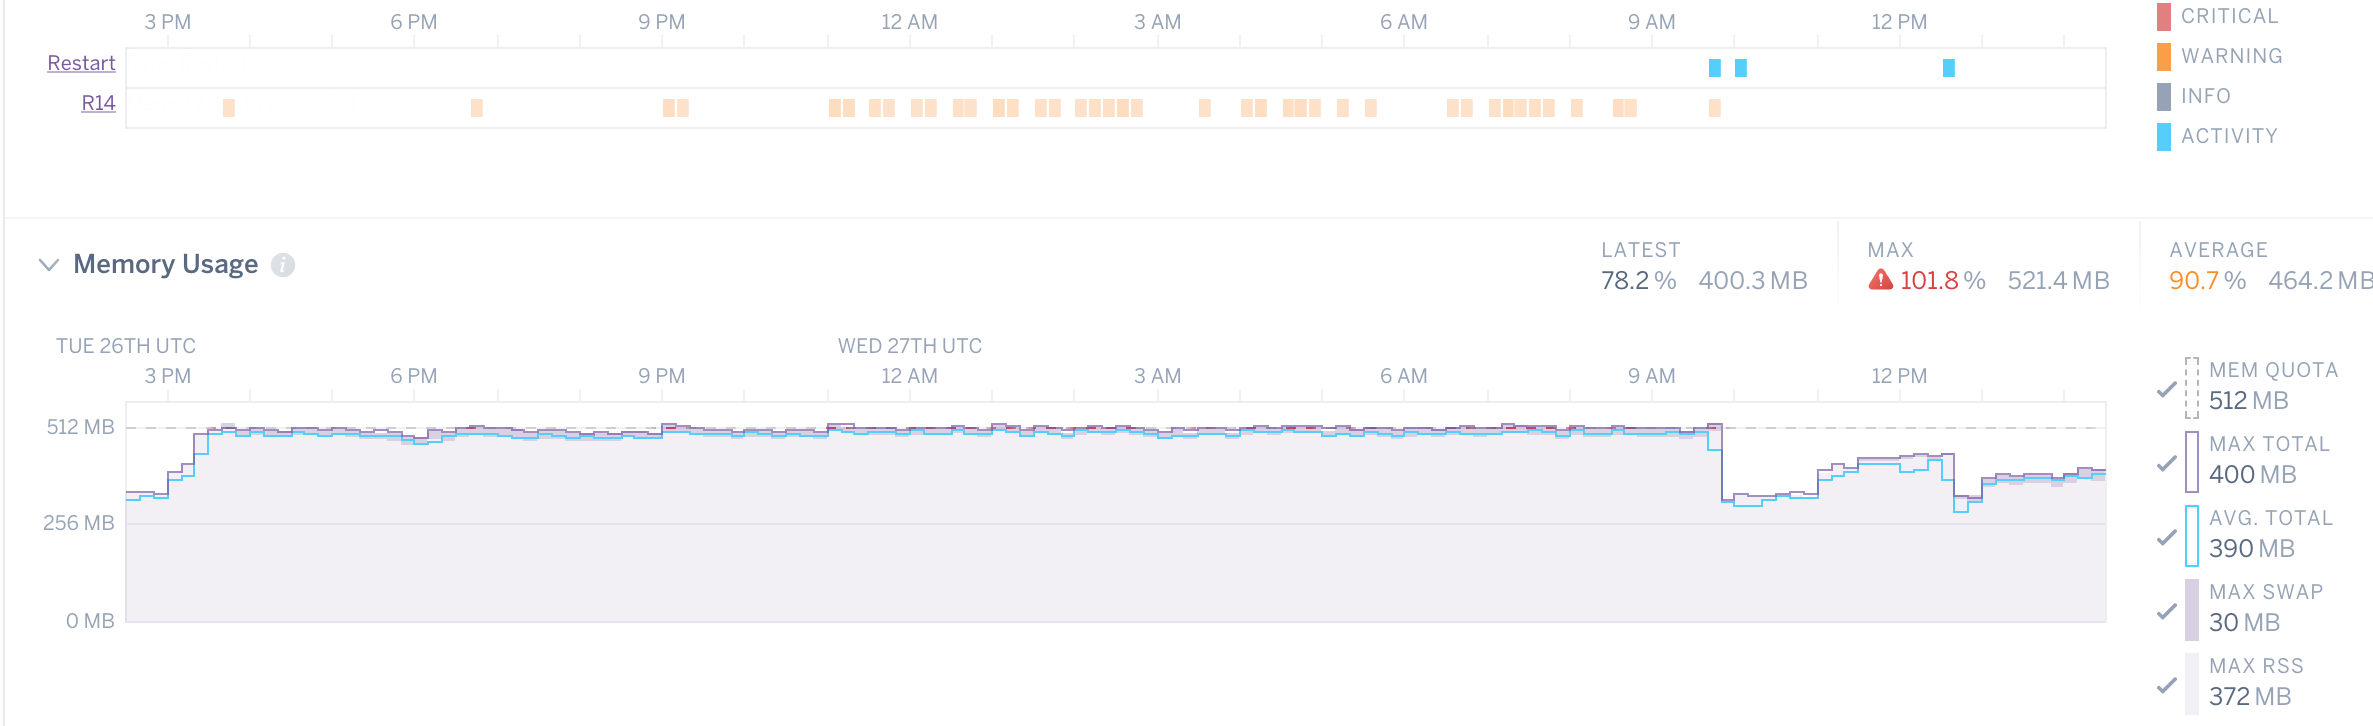 3 PM 6 PM 9 PM 12 AM 3 AM 6 AM 9 AM 12 PM
Restart
R14
CRITICAL
WARNING
INFO
ACTIVITY
Memory Usage i
LATEST
78.2 % 400.3 MB
MAX
101.8 % 521.4 MB
AVERAGE
90.7 % 464.2 MB
TUE 26TH UTC WED 27TH UTC
3 PM 6 PM 9 PM 12 AM 3 AM 6 AM 9 AM 12 PM
512 MB
256 MB
0 MB
MEM QUOTA
512 MB
MAX TOTAL
400 MB
AVG. TOTAL
390 MB
MAX SWAP
30 MB
MAX RSS
372 MB